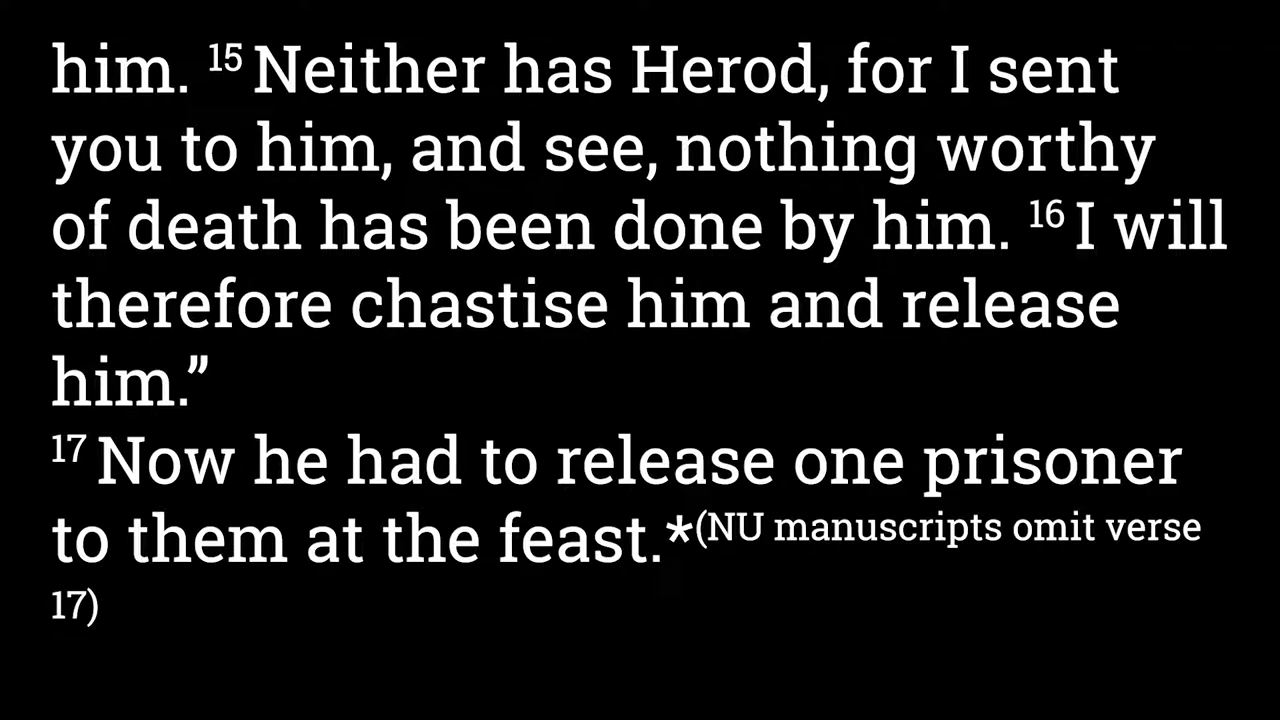 him. 15 Neither has Herod, for I sent
you to him, and see, nothing worthy
of death has been done by him. 16 I will
therefore chastise him and release
him.”
17 Now he had to release one prisoner
to them at the feast.*(NU manuscripts omit verse
17)